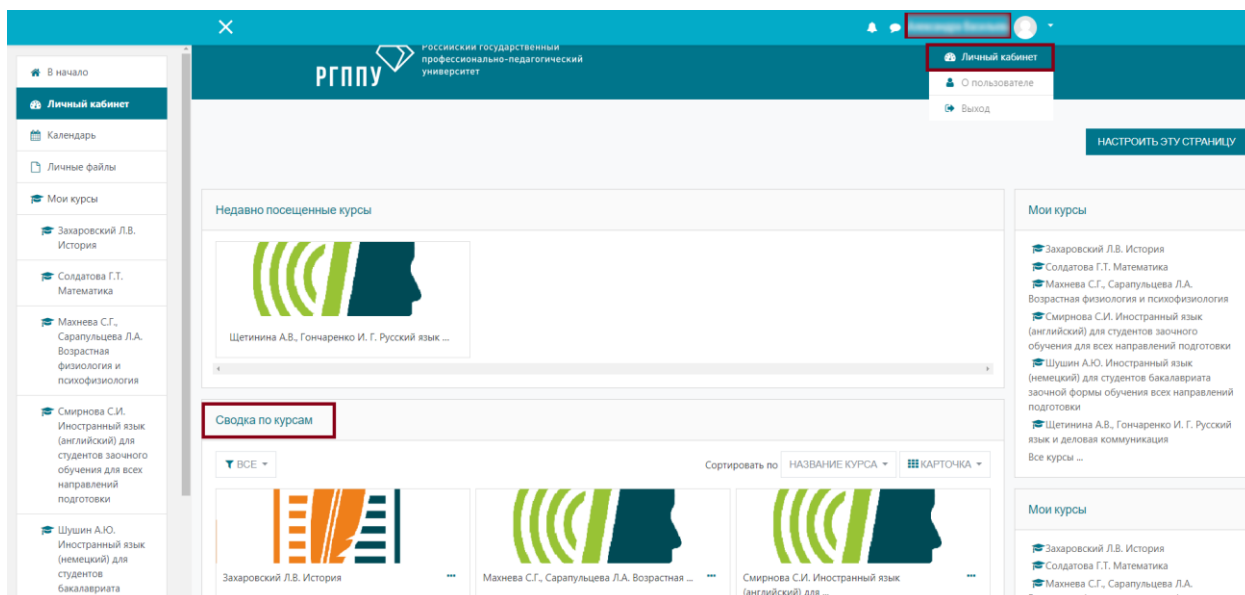 Российский государственный
профессионально-педагогический
университет
РГППУ
Личный кабинет
О пользователе
Выход
НАСТРОИТЬ ЭТУ СТРАНИЦУ
В начало
Личный кабинет
Календарь
Личные файлы
Мои курсы
Захаровский Л.В.
История
Солдатова Г.Т.
Математика
Махнева С.Г.,
Сарапульцева Л.А.
Возрастная
физиология и
психофизиология
Смирнова С.И.
Иностранный язык
(английский) для
студентов заочного
обучения для всех
направлений
подготовки
Шушин А.Ю.
Иностранный язык
(немецкий) для
студентов
бакалавриата
Недавно посещенные курсы
Щетинина А.В., Гончаренко И. Г. Русский язык ...
Сводка по курсам
ВСЕ
Сортировать по
НАЗВАНИЕ КУРСА
КАРТОЧКА
Захаровский Л.В. История
Махнева С.Г., Сарапульцева Л.А. Возрастная ...
Смирнова С.И. Иностранный язык
(английский) для ...
Мои курсы
Захаровский Л.В. История
Солдатова Г.Т. Математика
Махнева С.Г., Сарапульцева Л.А.
Возрастная физиология и психофизиология
Смирнова С.И. Иностранный язык
(английский) для студентов заочного
обучения для всех направлений подготовки
Шушин А.Ю. Иностранный язык
(немецкий) для студентов бакалавриата
заочной формы обучения всех направлений
подготовки
Щетинина А.В., Гончаренко И. Г. Русский
язык и деловая коммуникация
Все курсы ...
Мои курсы
Захаровский Л.В. История
Солдатова Г.Т. Математика
Махнева С.Г., Сарапульцева Л.А.